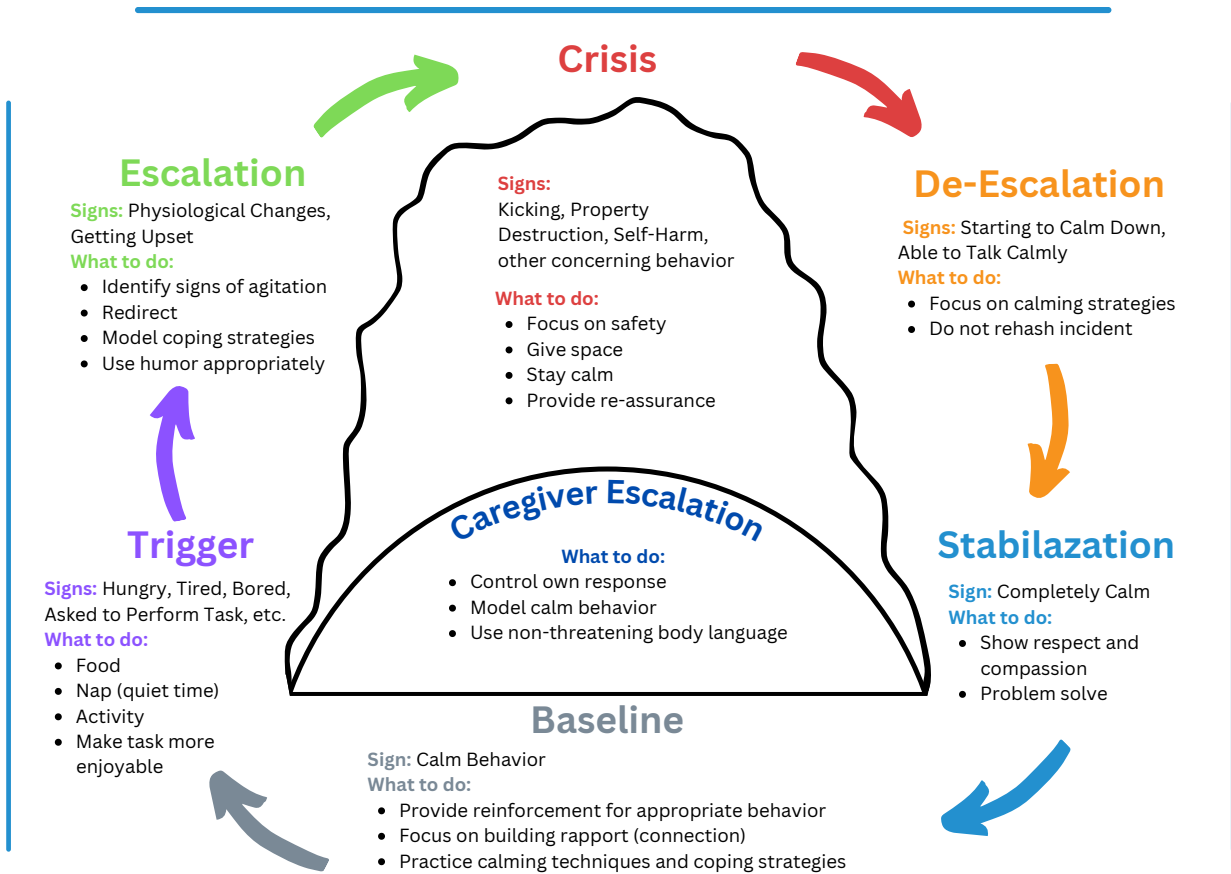 Crisis
Signs:
Kicking, Property
Destruction, Self-Harm,
other concerning behavior
What to do:
Focus on safety
Give space
Stay calm
Provide re-assurance
Escalation
Signs: Physiological Changes,
Getting Upset
What to do:
Identify signs of agitation
Redirect
Model coping strategies
Use humor appropriately
De-Escalation
Signs: Starting to Calm Down,
Able to Talk Calmly
What to do:
Focus on calming strategies
Do not rehash incident
Caregiver Escalation
What to do:
Control own response
Model calm behavior
Use non-threatening body language
Trigger
Signs: Hungry, Tired, Bored,
Asked to Perform Task, etc.
What to do:
Food
Nap (quiet time)
Activity
Make task more
enjoyable
Stabilazation
Sign: Completely Calm
What to do:
Show respect and
compassion
Problem solve
Baseline
Sign: Calm Behavior
What to do:
Provide reinforcement for appropriate behavior
Focus on building rapport (connection)
Practice calming techniques and coping strategies